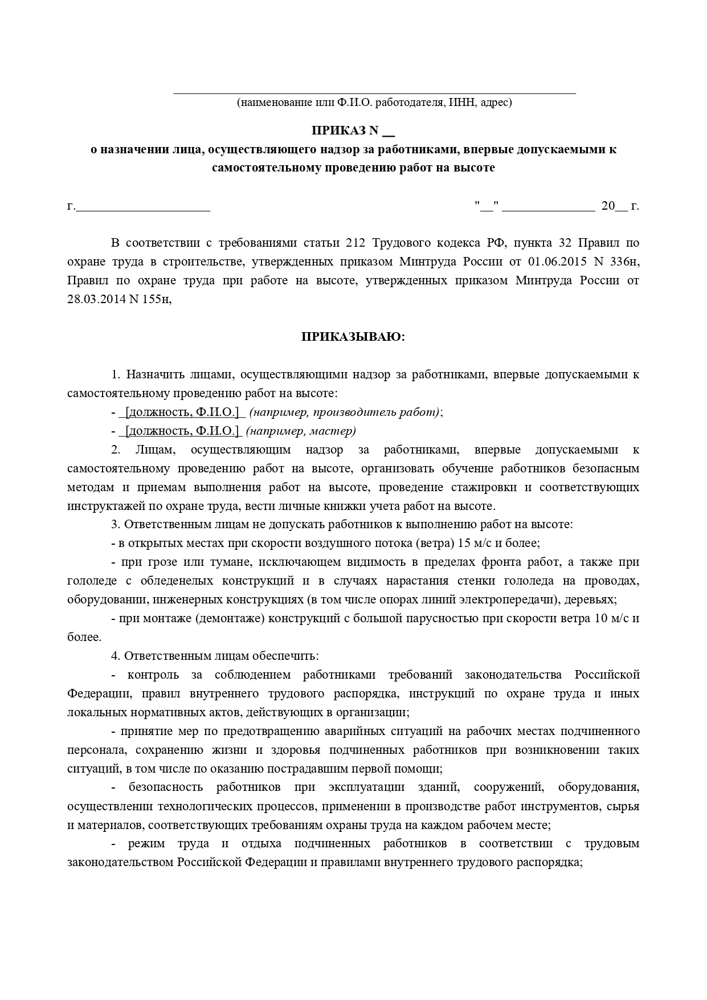 (наименование или Ф.И.О. работодателя, ИНН, адрес)
ПРИКАЗ N __
о назначении лица, осуществляющего надзор за работниками, впервые допускаемыми к
самостоятельному проведению работ на высоте
г._____________________ "__" _______________ 20__ г.
В соответствии с требованиями статьи 212 Трудового кодекса РФ, пункта 32 Правил по
охране труда в строительстве, утвержденных приказом Минтруда России от 01.06.2015 N 336н,
Правил по охране труда при работе на высоте, утвержденных приказом Минтруда России от
28.03.2014 N 155н,
ПРИКАЗЫВАЮ:
1. Назначить лицами, осуществляющими надзор за работниками, впервые допускаемыми к
самостоятельному проведению работ на высоте:
- _[должность, Ф.И.О.]_ (например, производитель работ);
- _[должность, Ф.И.О.]_ (например, мастер)
2. Лицам, осуществляющим надзор за работниками, впервые допускаемыми к
самостоятельному проведению работ на высоте, организовать обучение работников безопасным
методам и приемам выполнения работ на высоте, проведение стажировки и соответствующих
инструктажей по охране труда, вести личные книжки учета работ на высоте.
3. Ответственным лицам не допускать работников к выполнению работ на высоте:
- в открытых местах при скорости воздушного потока (ветра) 15 м/с и более;
- при грозе или тумане, исключающем видимость в пределах фронта работ, а также при
гололеде с обледенелых конструкций и в случаях нарастания стенки гололеда на проводах,
оборудовании, инженерных конструкциях (в том числе опорах линий электропередачи), деревьях;
- при монтаже (демонтаже) конструкций с большой парусностью при скорости ветра 10 м/с и
более.
4. Ответственным лицам обеспечить:
- контроль за соблюдением работниками требований законодательства Российской
Федерации, правил внутреннего трудового распорядка, инструкций по охране труда и иных
локальных нормативных актов, действующих в организации;
- принятие мер по предотвращению аварийных ситуаций на рабочих местах подчиненного
персонала, сохранению жизни и здоровья подчиненных работников при возникновении таких
ситуаций, в том числе по оказанию пострадавшим первой помощи;
- безопасность работников при эксплуатации зданий, сооружений, оборудования,
осуществлении технологических процессов, применении в производстве работ инструментов, сырья
и материалов, соответствующих требованиям охраны труда на каждом рабочем месте;
- режим труда и отдыха подчиненных работников в соответствии с трудовым
законодательством Российской Федерации и правилами внутреннего трудового распорядка;